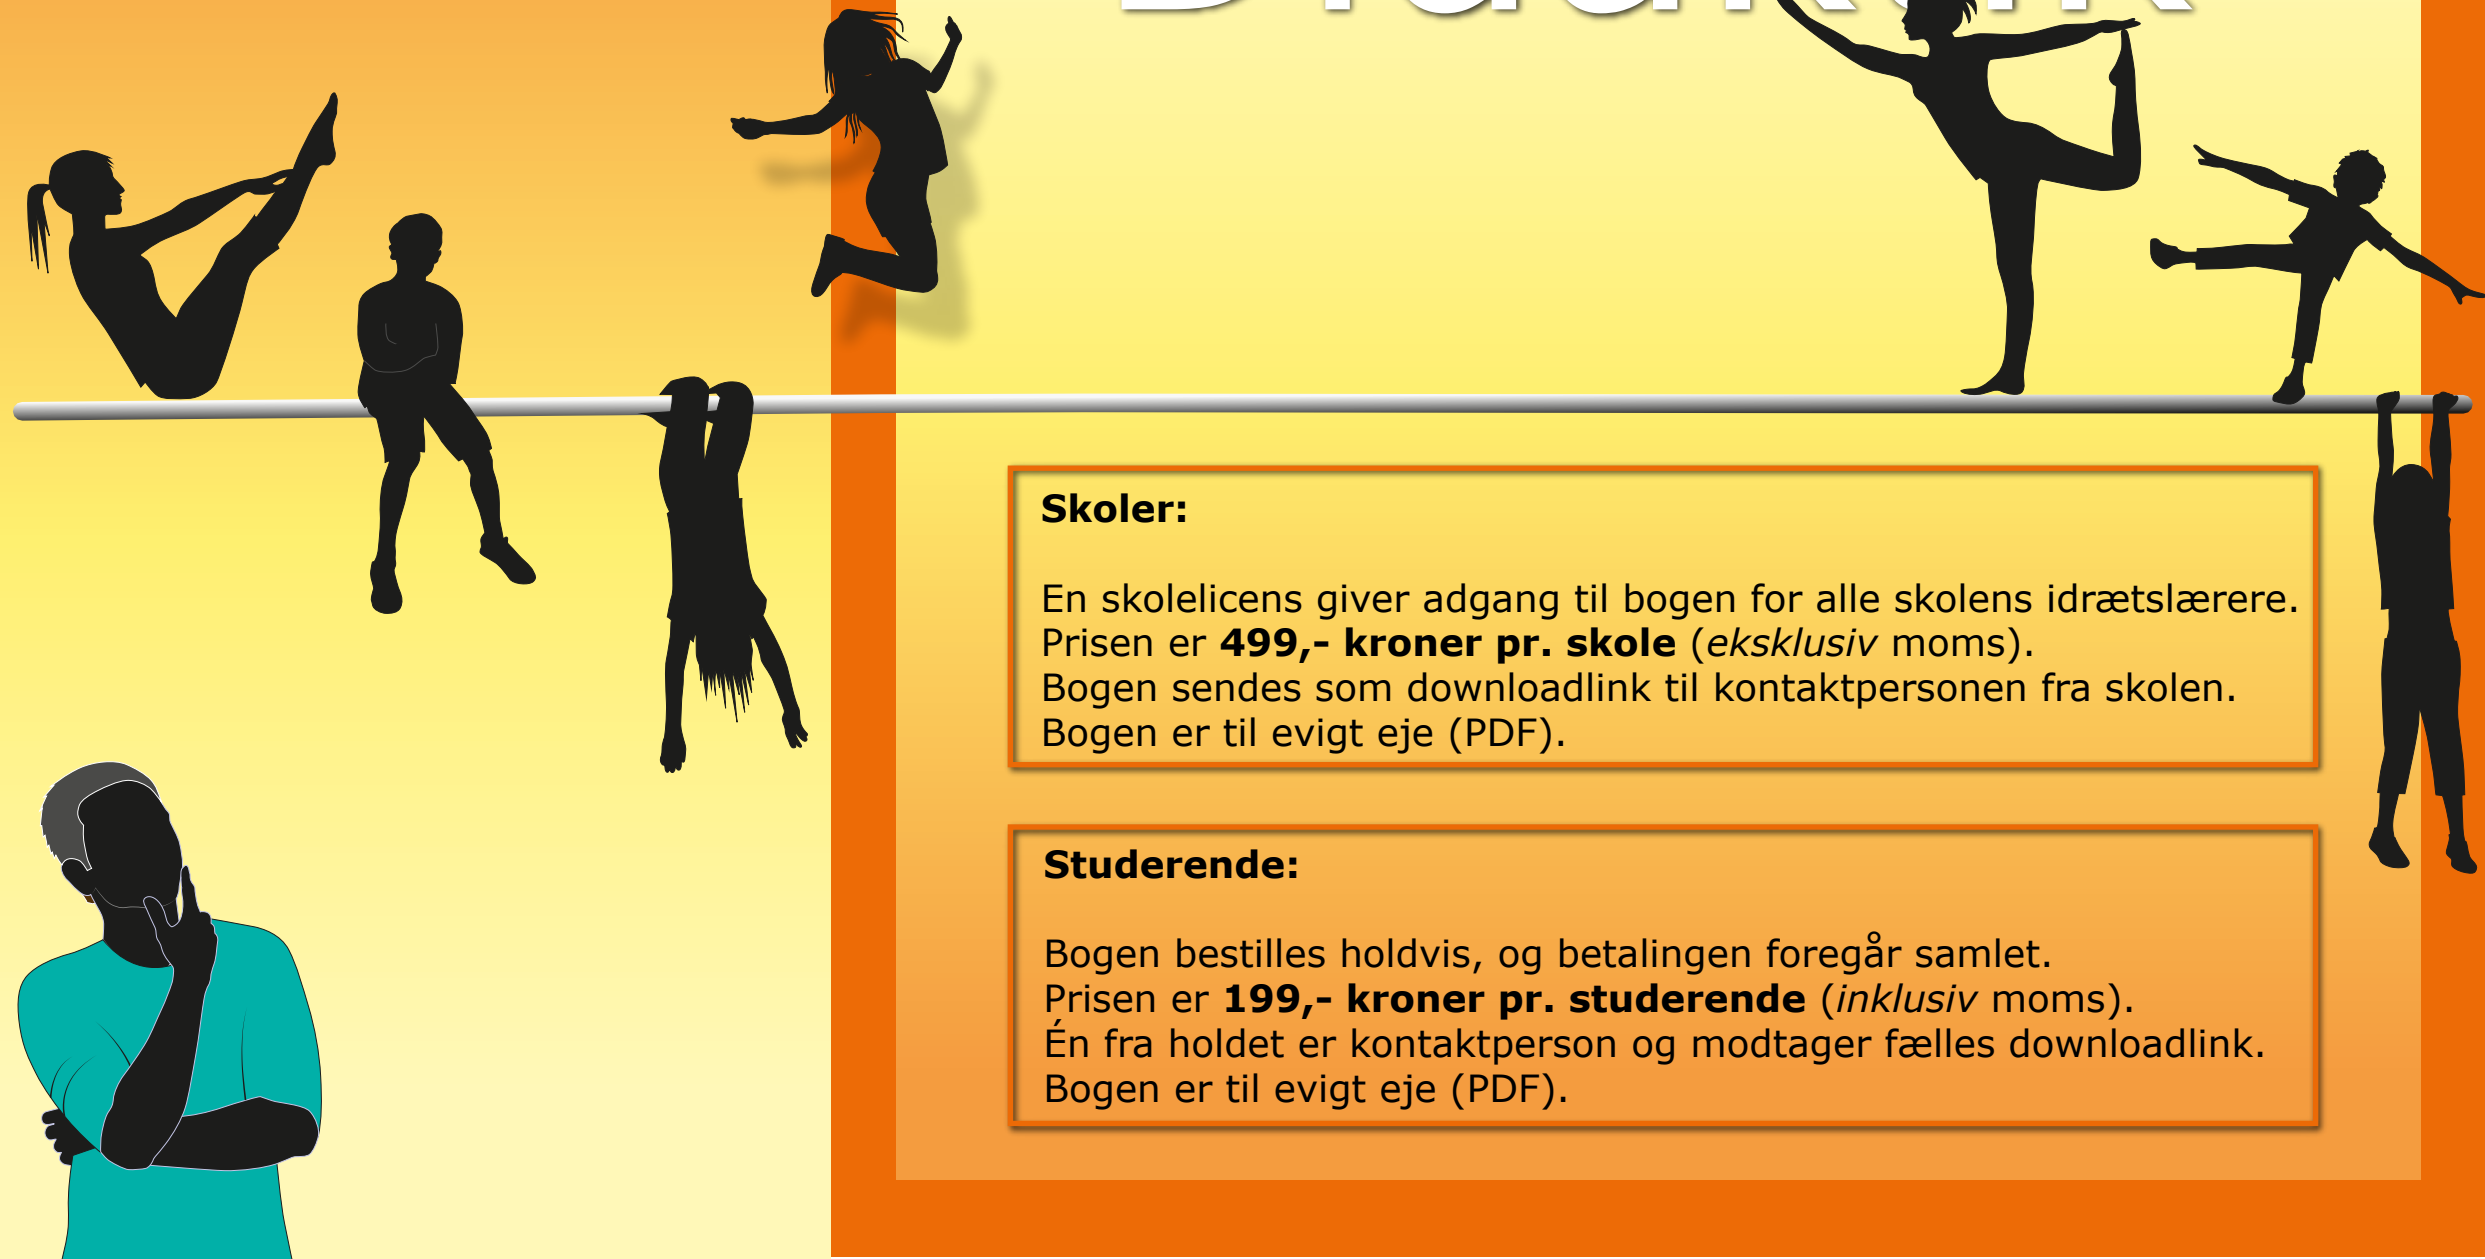 Skoler:
En skolelicens giver adgang til bogen for alle skolens idrætslærere.
Prisen er 499,- kroner pr. skole (eksklusiv moms).
Bogen sendes som downloadlink til kontaktpersonen fra skolen.
Bogen er til evigt eje (PDF).
Studerende:
Bogen bestilles holdvis, og betalingen foregår samlet.
Prisen er 199,- kroner pr. studerende (inklusiv moms).
Én fra holdet er kontaktperson og modtager fælles downloadlink.
Bogen er til evigt eje (PDF).